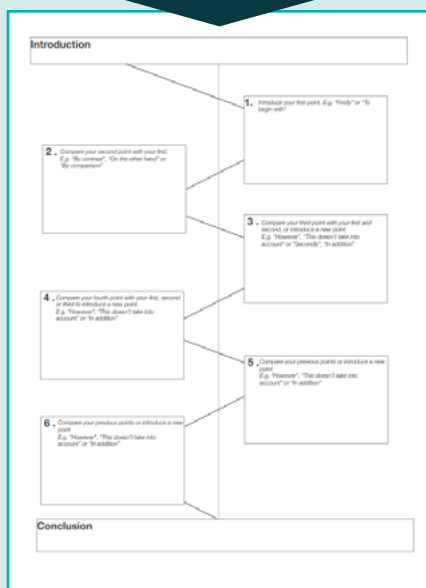 Introduction
1. Introduce your first point. E.g. "Firstly" or "To
begin with"
2. Compare your second point with your first.
E.g. "By contrast", "On the other hand" or
"By comparison"
3. Compare your third point with your first and
second, or introduce a new point.
E.g. "However", "This doesn't take into
account" or "Secondly", "In addition"
4. Compare your fourth point with your first, second
or third to introduce a new point
E.g. "However", "This doesn't take into
account" or "In addition"
5. Compare your previous points or introduce a new
point
E.g. "However", "This doesn't take into
account" or "In addition"
6. Compare your previous points or introduce a new
point
E.g. "However", "This doesn't take into
account" or "In addition"
Conclusion